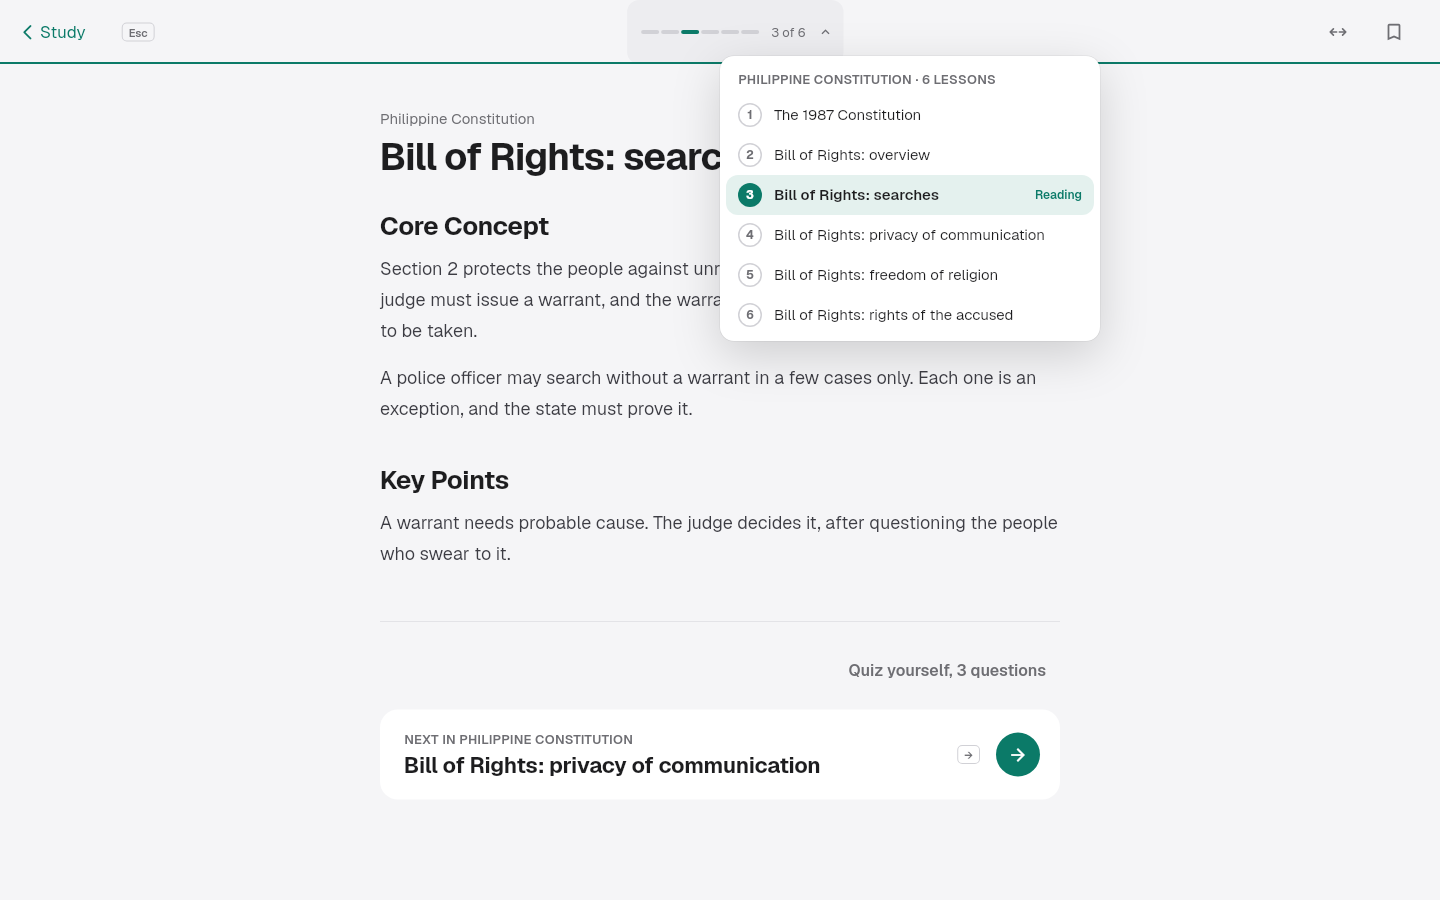 Study
Esc
3 of 6
PHILIPPINE CONSTITUTION · 6 LESSONS
1 The 1987 Constitution
2 Bill of Rights: overview
3 Bill of Rights: searches Reading
4 Bill of Rights: privacy of communication
5 Bill of Rights: freedom of religion
6 Bill of Rights: rights of the accused
Philippine Constitution
Bill of Rights: searc
Core Concept
Section 2 protects the people against unr
judge must issue a warrant, and the warra
to be taken.
A police officer may search without a warrant in a few cases only. Each one is an
exception, and the state must prove it.
Key Points
A warrant needs probable cause. The judge decides it, after questioning the people
who swear to it.
Quiz yourself, 3 questions
NEXT IN PHILIPPINE CONSTITUTION
Bill of Rights: privacy of communication